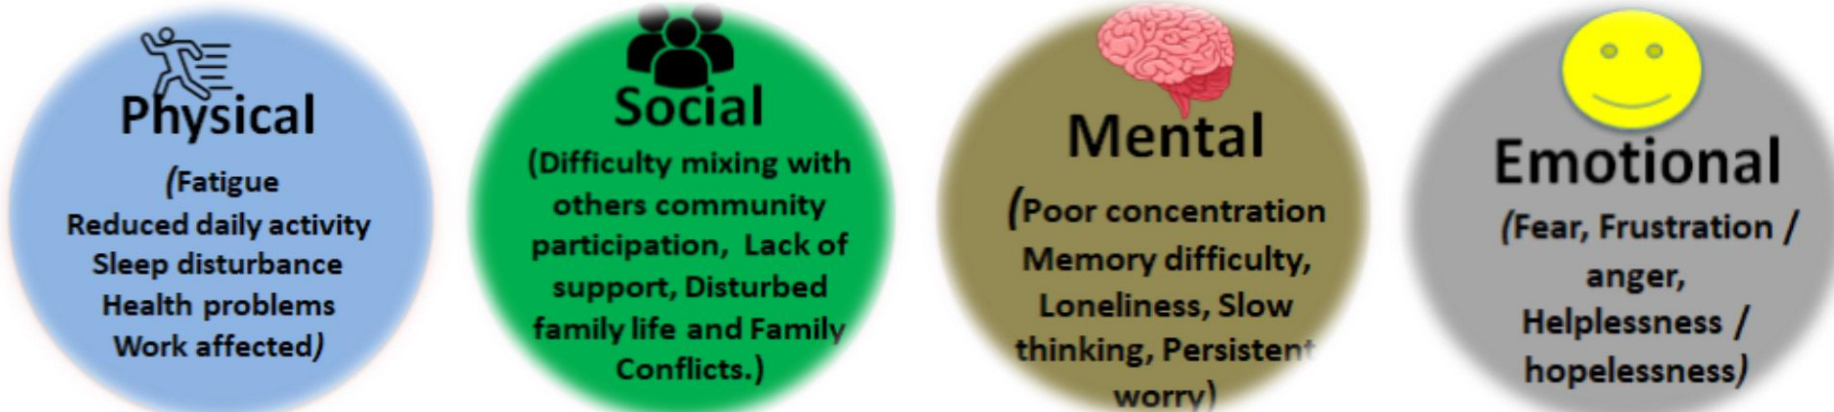 Physical
(Fatigue
Reduced daily activity
Sleep disturbance
Health problems
Work affected)
Social
(Difficulty mixing with
others community
participation, Lack of
support, Disturbed
family life and Family
Conflicts.)
Mental
(Poor concentration
Memory difficulty,
Loneliness, Slow
thinking, Persistent
worry)
Emotional
(Fear, Frustration /
anger,
Helplessness /
hopelessness)